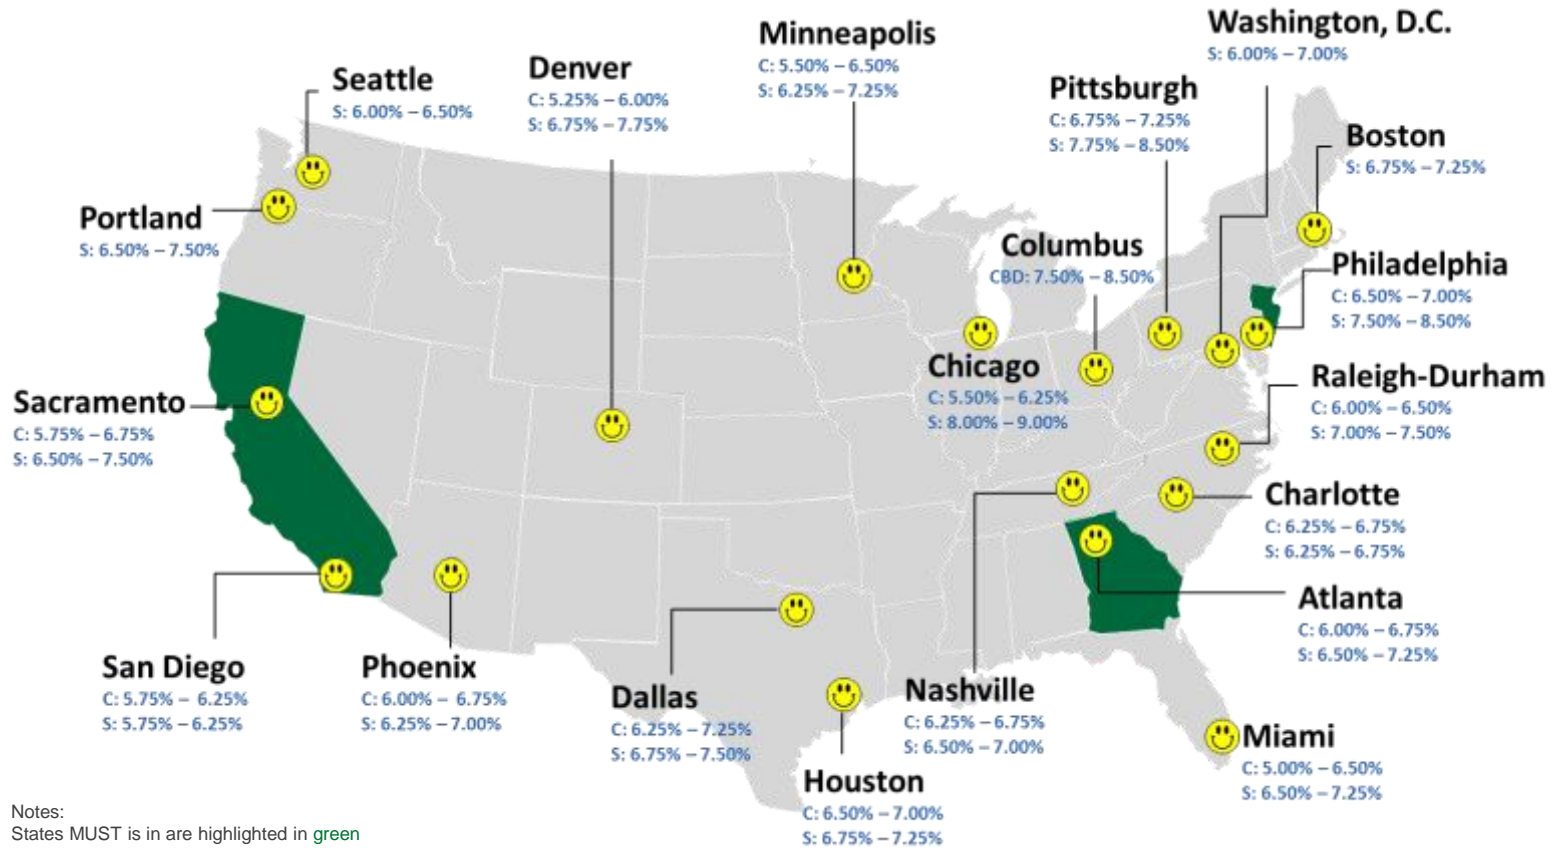 Washington, D.C.
S: 6.00% – 7.00%
Minneapolis
C: 5.50% – 6.50%
S: 6.25% – 7.25%
Seattle
S: 6.00% – 6.50%
Denver
C: 5.25% – 6.00%
S: 6.75% – 7.75%
Pittsburgh
C: 6.75% – 7.25%
S: 7.75% – 8.50%
Boston
S: 6.75% – 7.25%
Portland
S: 6.50% – 7.50%
Columbus
CBD: 7.50% – 8.50%
Philadelphia
C: 6.50% – 7.00%
S: 7.50% – 8.50%
Chicago
C: 5.50% – 6.25%
S: 8.00% – 9.00%
Raleigh-Durham
C: 6.00% – 6.50%
S: 7.00% – 7.50%
Sacramento
C: 5.75% – 6.75%
S: 6.50% – 7.50%
Charlotte
C: 6.25% – 6.75%
S: 6.25% – 6.75%
Atlanta
C: 6.00% – 6.75%
S: 6.50% – 7.25%
San Diego
C: 5.75% – 6.25%
S: 5.75% – 6.25%
Phoenix
C: 6.00% – 6.75%
S: 6.25% – 7.00%
Dallas
C: 6.25% – 7.25%
S: 6.75% – 7.50%
Nashville
C: 6.25% – 6.75%
S: 6.50% – 7.00%
Miami
C: 5.00% – 6.50%
S: 6.50% – 7.25%
Houston
C: 6.50% – 7.00%
S: 6.75% – 7.25%
Notes:
States MUST is in are highlighted in green